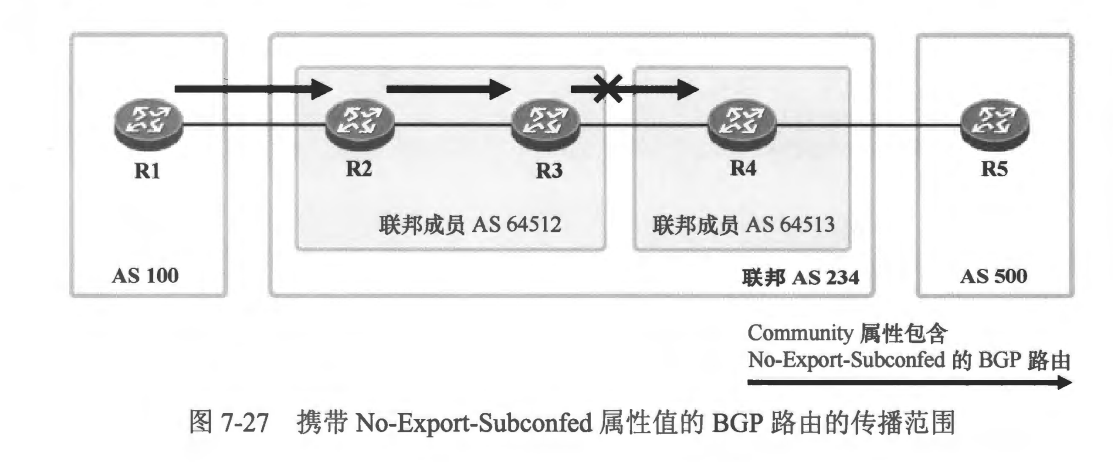 R1
R2
R3
R4
R5
联邦成员 AS 64512
联邦成员 AS 64513
AS 100
联邦 AS 234
AS 500
Community 属性包含
No-Export-Subconfed 的 BGP 路由
图 7-27 携带 No-Export-Subconfed 属性值的 BGP 路由的传播范围